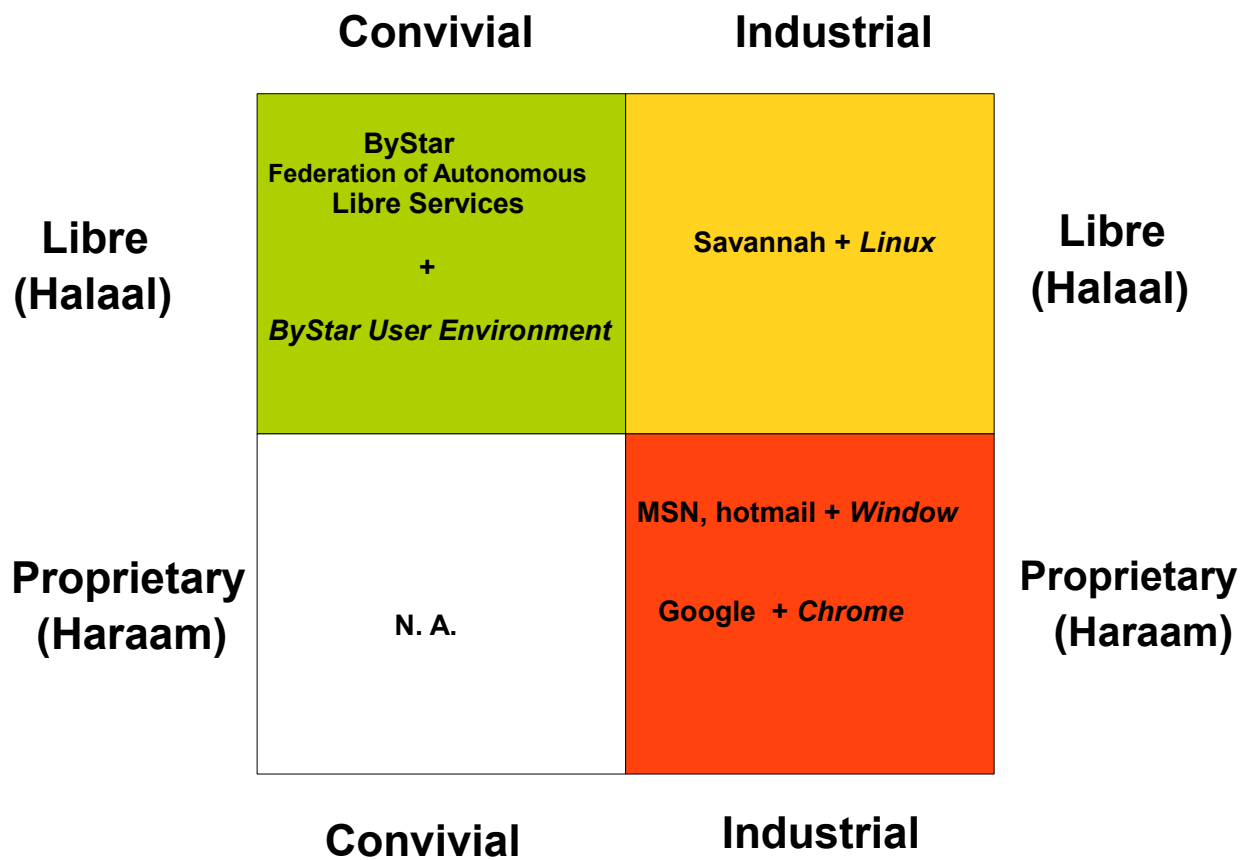 Convivial
Industrial
ByStar
Federation of Autonomous
Libre Services
+
ByStar User Environment
Savannah + Linux
Libre
(Halaal)
Libre
(Halaal)
N. A.
MSN, hotmail + Window
Google + Chrome
Proprietary
(Haraam)
Proprietary
(Haraam)
Convivial
Industrial